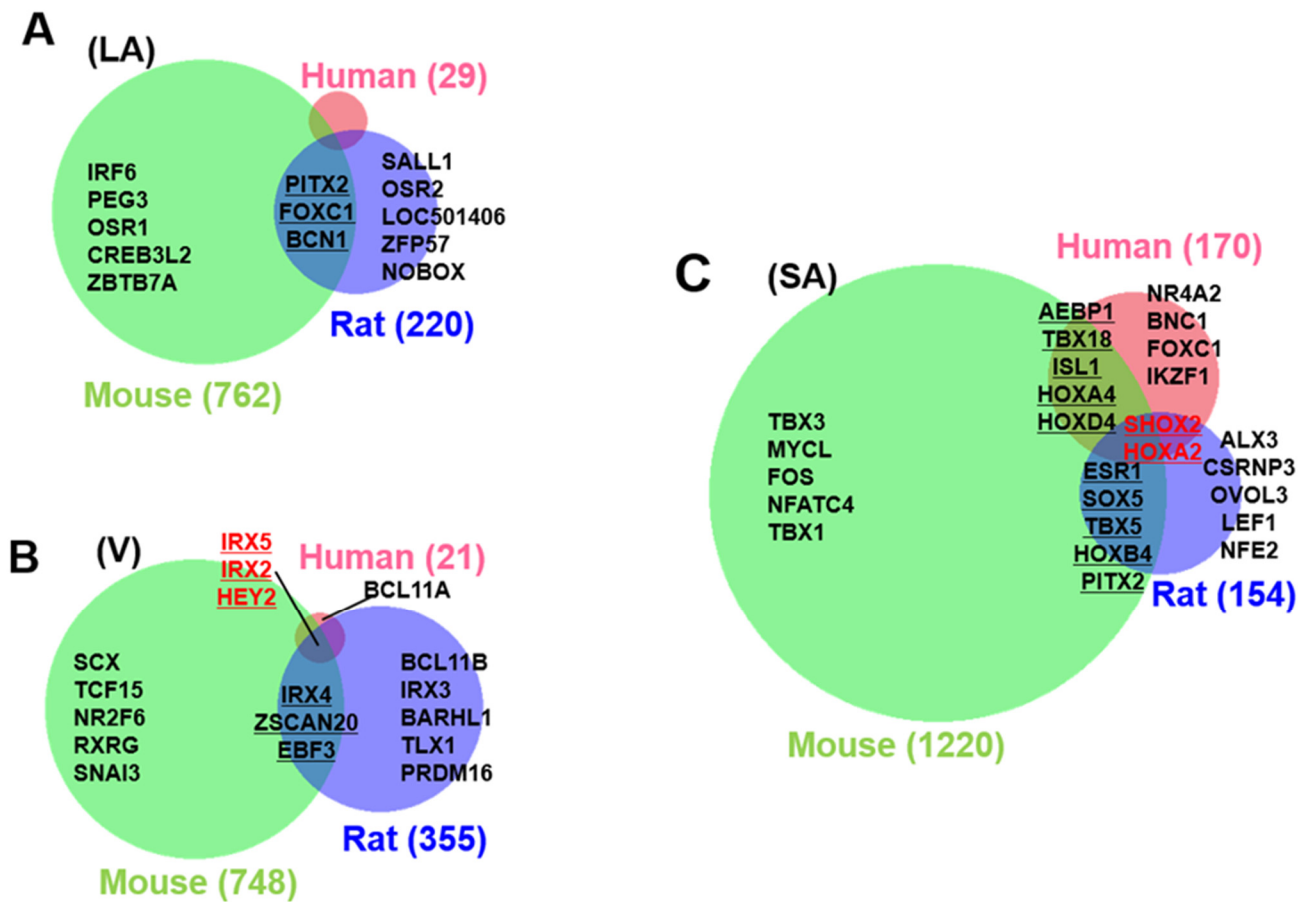 A
(LA)
Human (29)
IRF6
PEG3
OSR1
CREB3L2
ZBTB7A
PITX2
FOXC1
BCN1
SALL1
OSR2
LOC501406
ZFP57
NOBOX
Rat (220)
Mouse (762)
B
(V)
IRX5
IRX2
HEY2
Human (21)
BCL11A
SCX
TCF15
NR2F6
RXRG
SNAI3
IRX4
ZSCAN20
EBF3
BCL11B
IRX3
BARHL1
TLX1
PRDM16
Rat (355)
Mouse (748)
C
(SA)
Human (170)
AEBP1
TBX18
ISL1
HOXA4
HOXD4
NR4A2
BNC1
FOXC1
IKZF1
SHOX2
HOXA2
TBX3
MYCL
FOS
NFATC4
TBX1
ESR1
SOX5
TBX5
HOXB4
PITX2
ALX3
CSRNP3
OVOL3
LEF1
NFE2
Rat (154)
Mouse (1220)